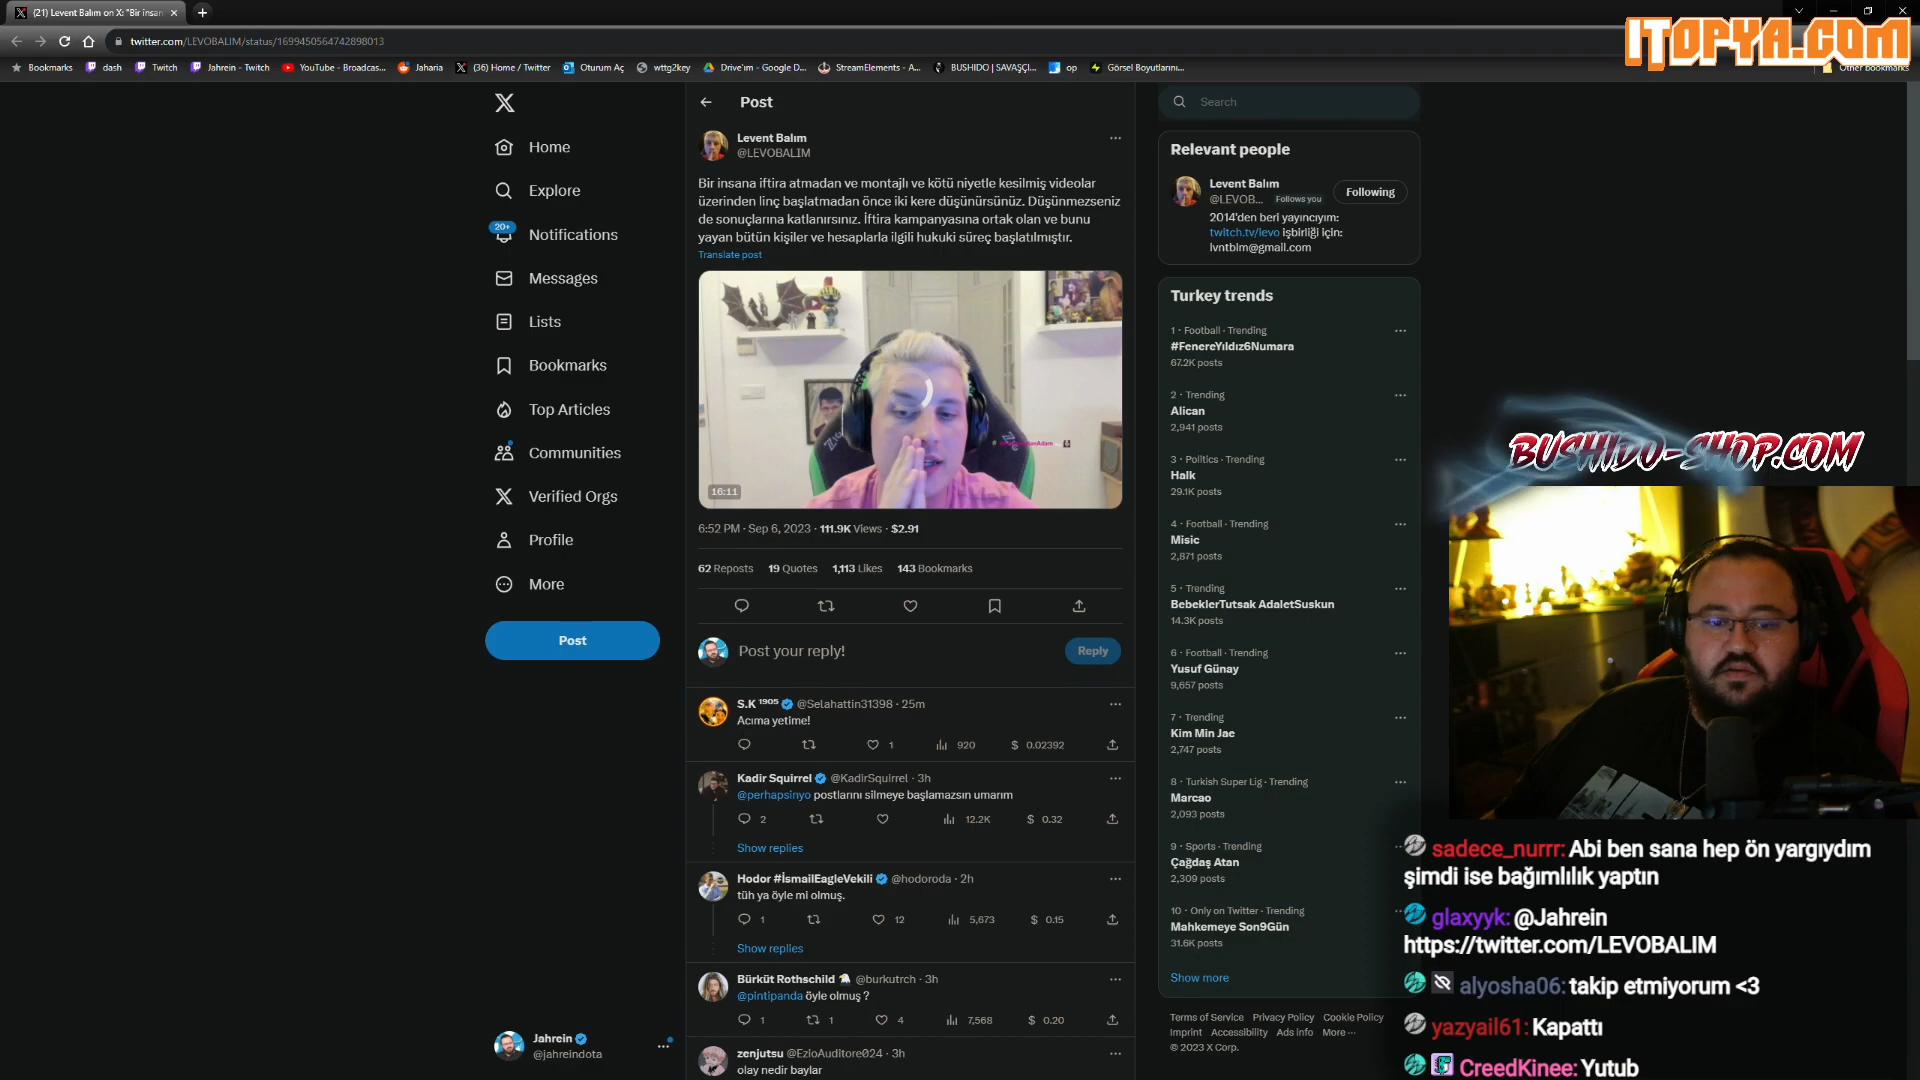 (21) Levent Balım on X: "Bir insan
twitter.com/LEVOBALIM/status/1699450564742898013
ITOPYA.COM
Bookmarks
dash
Twitch
Jahrein - Twitch
YouTube - Broadcas...
Jaharia
(36) Home / Twitter
Oturum Aç
wttg2key
Drive'ım - Google D...
StreamElements - A...
BUSHIDO | SAVAŞÇI...
op
Görsel Boyutlarını...
Other bookmarks
Home
Explore
20+
Notifications
Messages
Lists
Bookmarks
Top Articles
Communities
Verified Orgs
Profile
More
Post
Jahrein
@jahreindota
Post
Levent Balım
@LEVOBALIM
Bir insana iftira atmadan ve montajlı ve kötü niyetle kesilmiş videolar
üzerinden linç başlatmadan önce iki kere düşünürsünüz. Düşünmezseniz
de sonuçlarına katlanırsınız. İftira kampanyasına ortak olan ve bunu
yayan bütün kişiler ve hesaplarla ilgili hukuki süreç başlatılmıştır.
Translate post
16:11
6:52 PM · Sep 6, 2023 · 111.9K Views · $2.91
62 Reposts 19 Quotes 1,113 Likes 143 Bookmarks
Post your reply!
Reply
S.K ¹⁹⁰⁵ @Selahattin31398 · 25m
Acıma yetime!
1 920 $ 0.02392
Kadir Squirrel @KadirSquirrel · 3h
@perhapsinyo postlarını silmeye başlamazsın umarım
2 12.2K $ 0.32
Show replies
Hodor #İsmailEagleVekili @hodoroda · 2h
tüh ya öyle mi olmuş.
1 12 5,673 $ 0.15
Show replies
Bürküt Rothschild @burkutrch · 3h
@pintipanda öyle olmuş ?
1 1 4 7,568 $ 0.20
zenjutsu @EzioAuditore024 · 3h
olay nedir baylar
Search
Relevant people
Levent Balım
@LEVOB... Follows you
Following
2014'den beri yayıncıyım:
twitch.tv/levo işbirliği için:
lvntblm@gmail.com
Turkey trends
1 · Football · Trending
#FenereYıldız6Numara
67.2K posts
2 · Trending
Alican
2,941 posts
3 · Politics · Trending
Halk
29.1K posts
4 · Football · Trending
Misic
2,871 posts
5 · Trending
BebeklerTutsak AdaletSuskun
14.3K posts
6 · Football · Trending
Yusuf Günay
9,657 posts
7 · Trending
Kim Min Jae
2,747 posts
8 · Turkish Super Lig · Trending
Marcao
2,093 posts
9 · Sports · Trending
Çağdaş Atan
2,309 posts
10 · Only on Twitter · Trending
Mahkemeye Son9Gün
31.6K posts
Show more
Terms of Service Privacy Policy Cookie Policy
Imprint Accessibility Ads info More ···
© 2023 X Corp.
BUSHIDO-SHOP.COM
sadece_nurrr: Abi ben sana hep ön yargıydım
şimdi ise bağımlılık yaptın
glaxyyk: @Jahrein
https://twitter.com/LEVOBALIM
alyosha06: takip etmiyorum <3
yazyail61: Kapattı
CreedKinee: Yutub